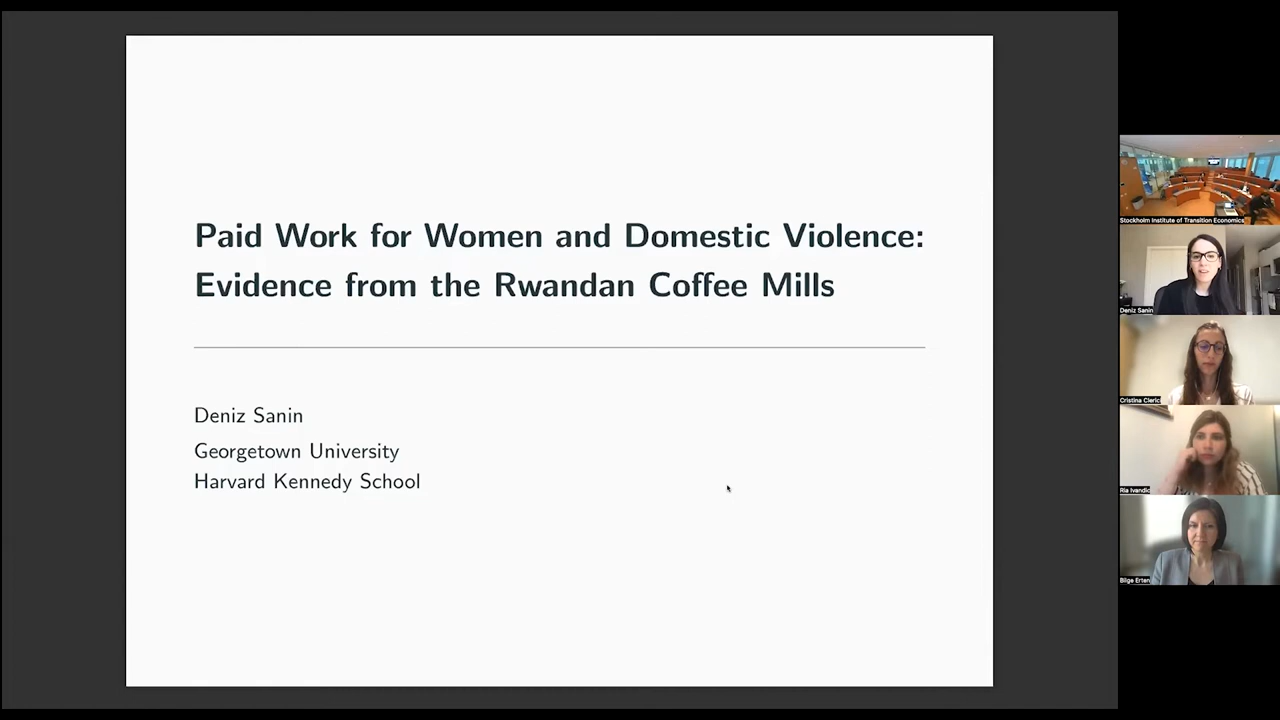 Paid Work for Women and Domestic Violence:
Evidence from the Rwandan Coffee Mills
Deniz Sanin
Georgetown University
Harvard Kennedy School
Stockholm Institute of Transition Economics
Deniz Sanin
Cristina Clerici
Ria Ivandic
Bilge Erten